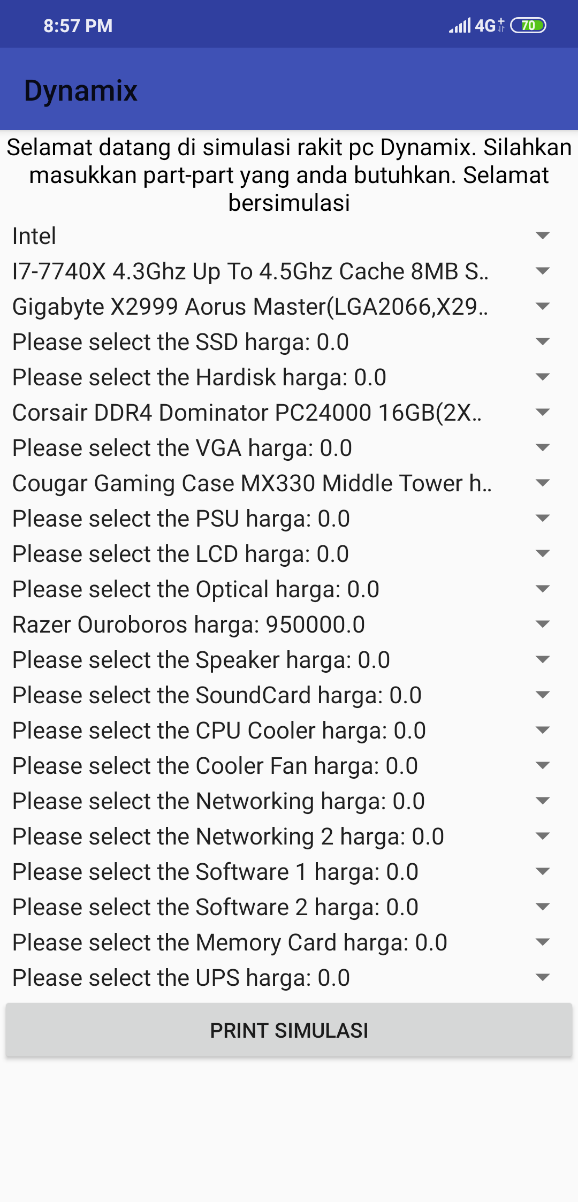 8:57 PM 4G+ 70
Dynamix
Selamat datang di simulasi rakit pc Dynamix. Silahkan
masukkan part-part yang anda butuhkan. Selamat
bersimulasi
Intel
I7-7740X 4.3Ghz Up To 4.5Ghz Cache 8MB S..
Gigabyte X2999 Aorus Master(LGA2066,X29..
Please select the SSD harga: 0.0
Please select the Hardisk harga: 0.0
Corsair DDR4 Dominator PC24000 16GB(2X..
Please select the VGA harga: 0.0
Cougar Gaming Case MX330 Middle Tower h..
Please select the PSU harga: 0.0
Please select the LCD harga: 0.0
Please select the Optical harga: 0.0
Razer Ouroboros harga: 950000.0
Please select the Speaker harga: 0.0
Please select the SoundCard harga: 0.0
Please select the CPU Cooler harga: 0.0
Please select the Cooler Fan harga: 0.0
Please select the Networking harga: 0.0
Please select the Networking 2 harga: 0.0
Please select the Software 1 harga: 0.0
Please select the Software 2 harga: 0.0
Please select the Memory Card harga: 0.0
Please select the UPS harga: 0.0
PRINT SIMULASI